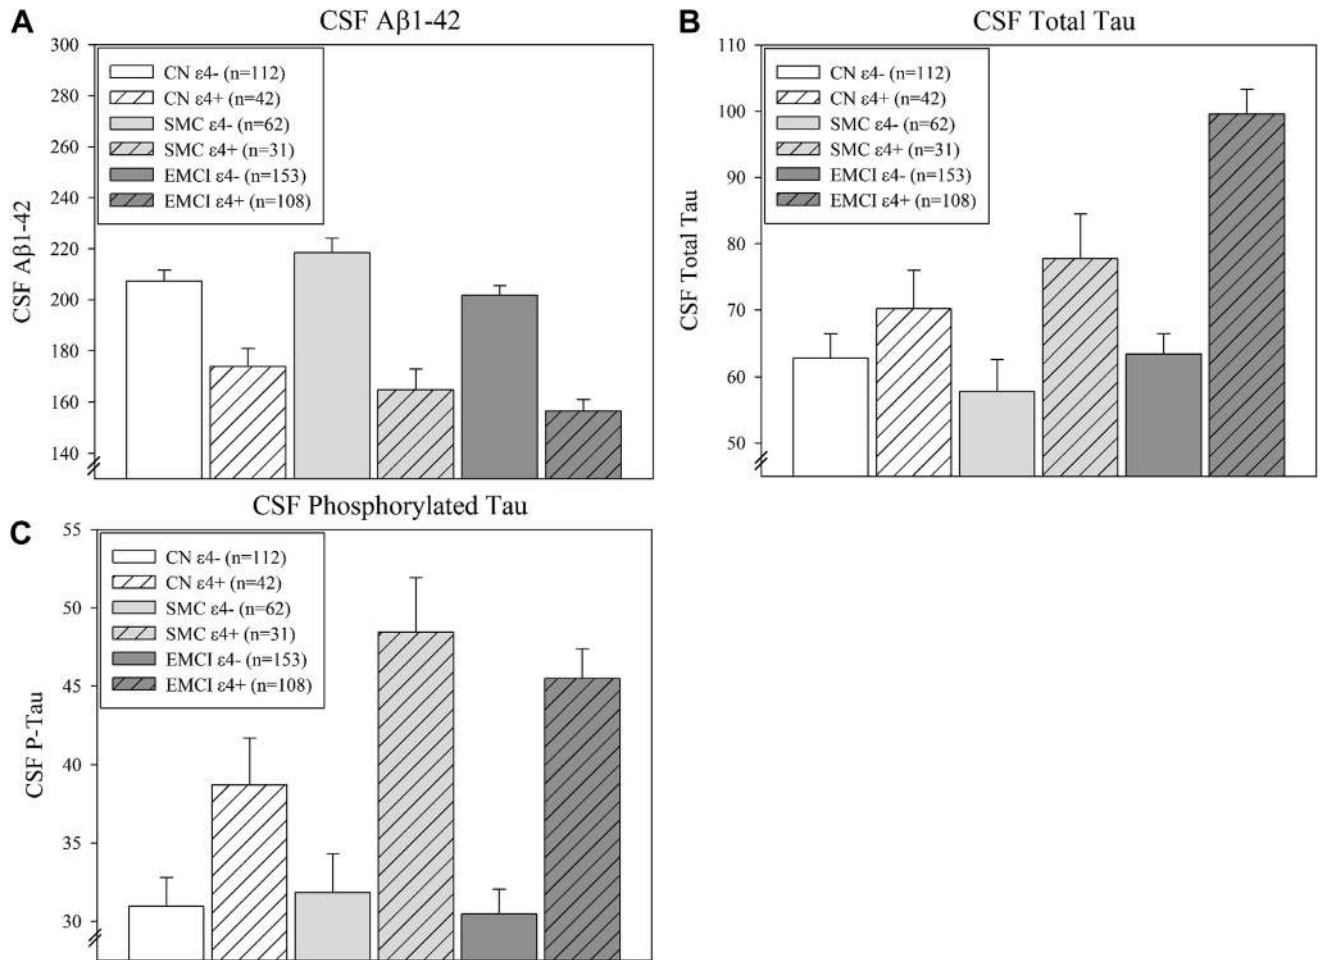 A
CSF Aβ1-42
300
280
260
240
220
200
180
160
140
CSF Aβ1-42
CN ε4- (n=112)
CN ε4+ (n=42)
SMC ε4- (n=62)
SMC ε4+ (n=31)
EMCI ε4- (n=153)
EMCI ε4+ (n=108)
B
CSF Total Tau
110
100
90
80
70
60
50
CSF Total Tau
CN ε4- (n=112)
CN ε4+ (n=42)
SMC ε4- (n=62)
SMC ε4+ (n=31)
EMCI ε4- (n=153)
EMCI ε4+ (n=108)
C
CSF Phosphorylated Tau
55
50
45
40
35
30
CSF P-Tau
CN ε4- (n=112)
CN ε4+ (n=42)
SMC ε4- (n=62)
SMC ε4+ (n=31)
EMCI ε4- (n=153)
EMCI ε4+ (n=108)